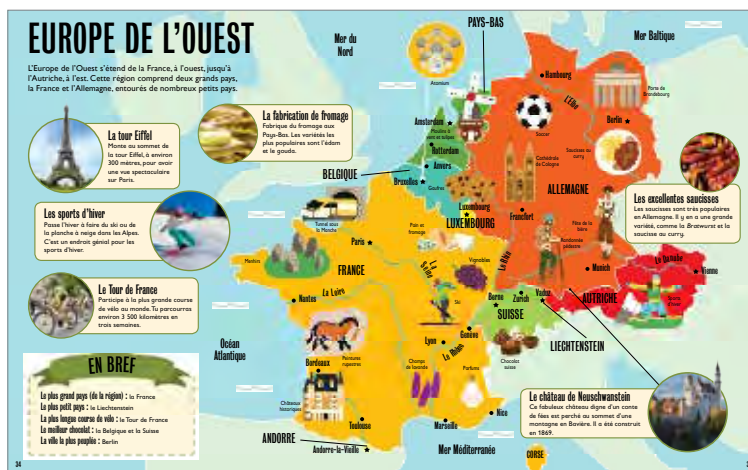 EUROPE DE L'OUEST
L'Europe de l'Ouest s'étend de la France, à l'ouest, jusqu'à
l'Autriche, à l'est. Cette région comprend deux grands pays,
la France et l'Allemagne, entourés de nombreux petits pays.
La tour Eiffel
Monte au sommet de
la tour Eiffel, à environ
300 mètres, pour avoir
une vue spectaculaire
sur Paris.
La fabrication de fromage
Fabrique du fromage aux
Pays-Bas. Les variétés les
plus populaires sont l'édam
et le gouda.
Les sports d'hiver
Passe l'hiver à faire du ski ou de
la planche à neige dans les Alpes.
C'est un endroit génial pour les
sports d'hiver.
Le Tour de France
Participe à la plus grande course
de vélo au monde. Tu parcourras
environ 3 500 kilomètres en
trois semaines.
EN BREF
Le plus grand pays (de la région) : la France
Le plus petit pays : le Liechtenstein
La plus longue course de vélo : le Tour de France
Le meilleur chocolat : la Belgique et la Suisse
La ville la plus peuplée : Berlin
34
Mer du
Nord
PAYS-BAS
Mer Baltique
Atomium
Hambourg
L'Elbe
Porte de
Brandebourg
Amsterdam
Moulins à
vent et tulipes
Soccer
Berlin
Rotterdam
Anvers
Cathédrale
de Cologne
Saucisses au
curry
BELGIQUE
Bruxelles
Gaufres
ALLEMAGNE
Les excellentes saucisses
Les saucisses sont très populaires
en Allemagne. Il y en a une grande
variété, comme la Bratwurst et la
saucisse au curry.
Luxembourg
LUXEMBOURG
Francfort
Fête de la
bière
Randonnée
pédestre
Tunnel sous
la Manche
Paris
Pain et
fromage
Le Rhin
Menhirs
FRANCE
La Seine
Vignobles
Munich
Le Danube
Vienne
Nantes
La Loire
Ski
Berne
Zurich
Vaduz
SUISSE
AUTRICHE
Sports
d'hiver
LIECHTENSTEIN
Océan
Atlantique
Peintures
rupestres
Lyon
Genève
Le Rhône
Chocolat
suisse
Bordeaux
Champs
de lavande
Parfums
Châteaux
historiques
Le château de Neuschwanstein
Ce fabuleux château digne d'un conte
de fées est perché au sommet d'une
montagne en Bavière. Il a été construit
en 1869.
Toulouse
Marseille
Nice
ANDORRE
Andorre-la-Vieille
Mer Méditerranée
CORSE